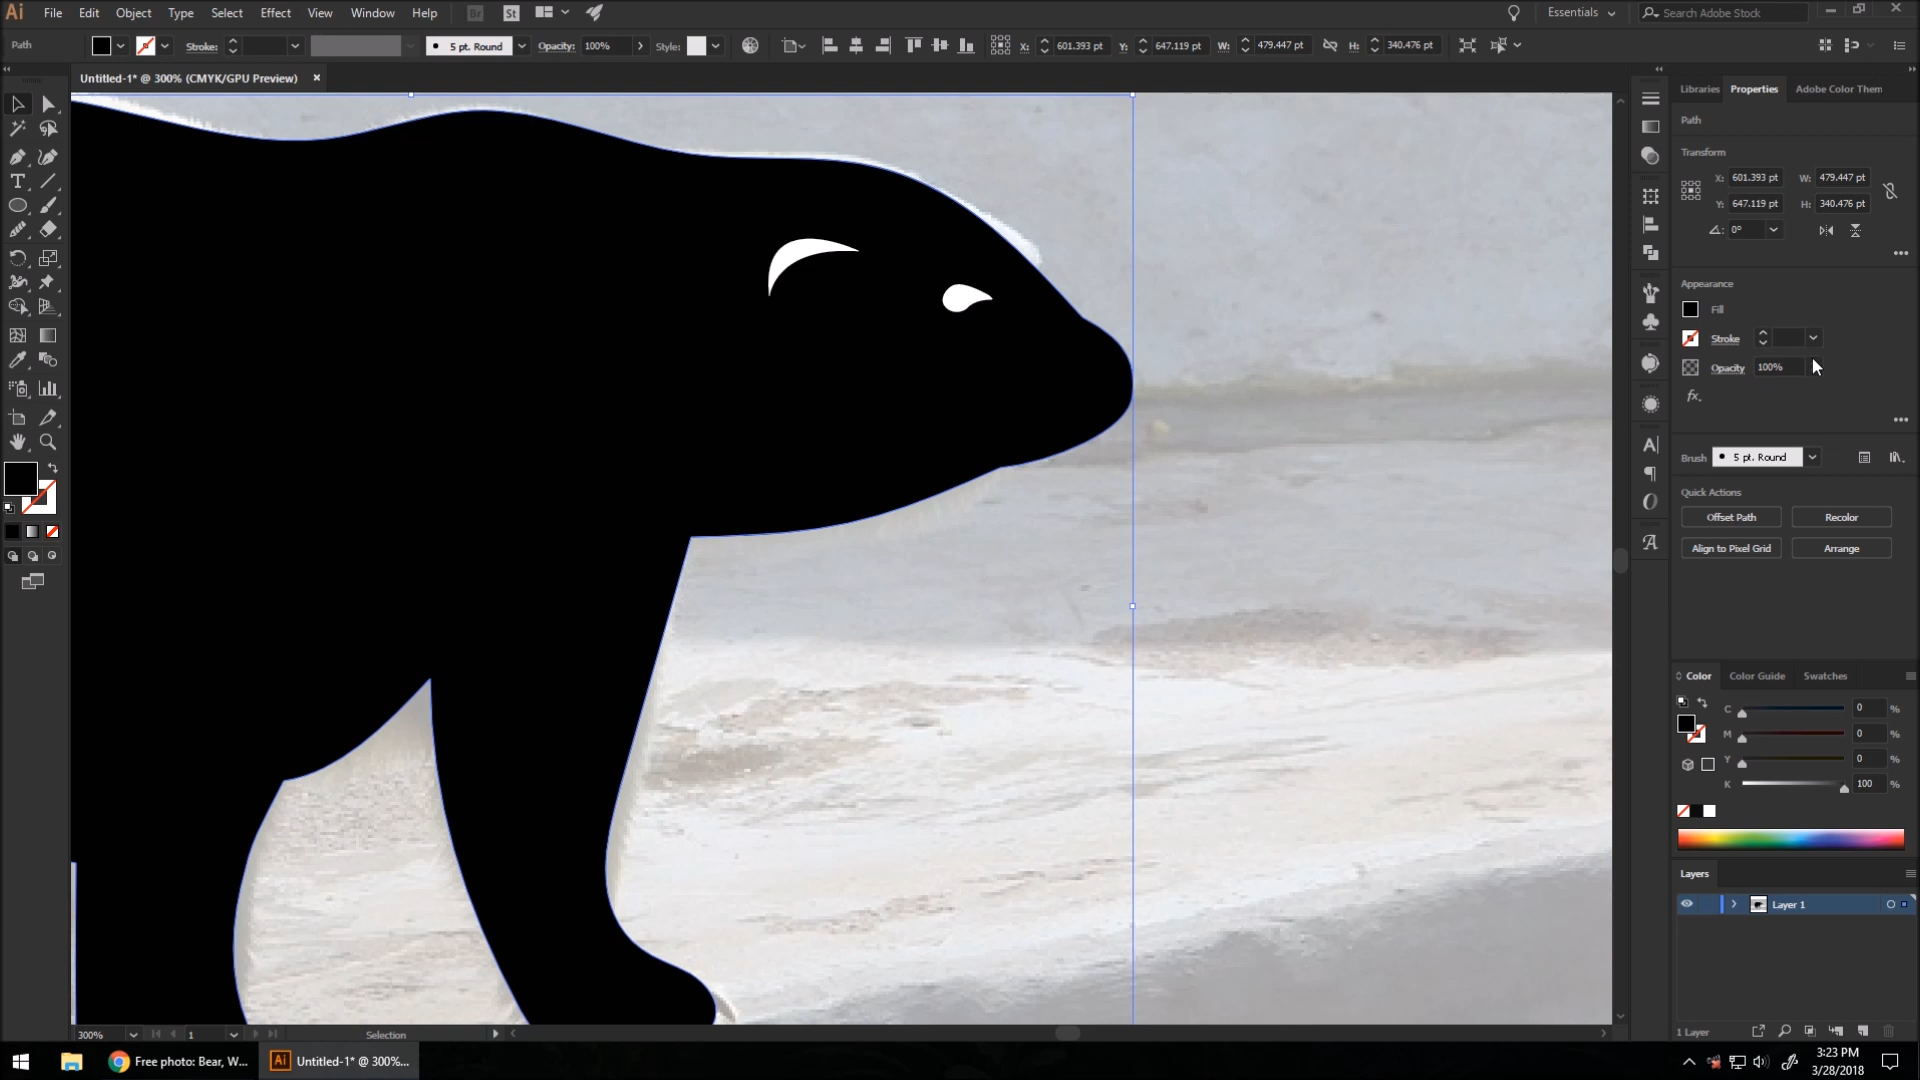 Ai File Edit Object Type Select Effect View Window Help Br St Essentials Search Adobe Stock
Path Stroke: 5 pt. Round Opacity: 100% Style: X: 601.393 pt Y: 647.119 pt W: 479.447 pt H: 340.476 pt
Untitled-1* @ 300% (CMYK/GPU Preview)
Libraries Properties Adobe Color Them
Path
Transform
X: 601.393 pt W: 479.447 pt
Y: 647.119 pt H: 340.476 pt
0°
Appearance
Fill
Stroke
Opacity 100%
fx.
Brush 5 pt. Round
Quick Actions
Offset Path Recolor
Align to Pixel Grid Arrange
Color Color Guide Swatches
C 0 %
M 0 %
Y 0 %
K 100 %
Layers
Layer 1
1 Layer
300% 1 Selection
Free photo: Bear, W... Ai Untitled-1* @ 300%...
3:23 PM
3/28/2018